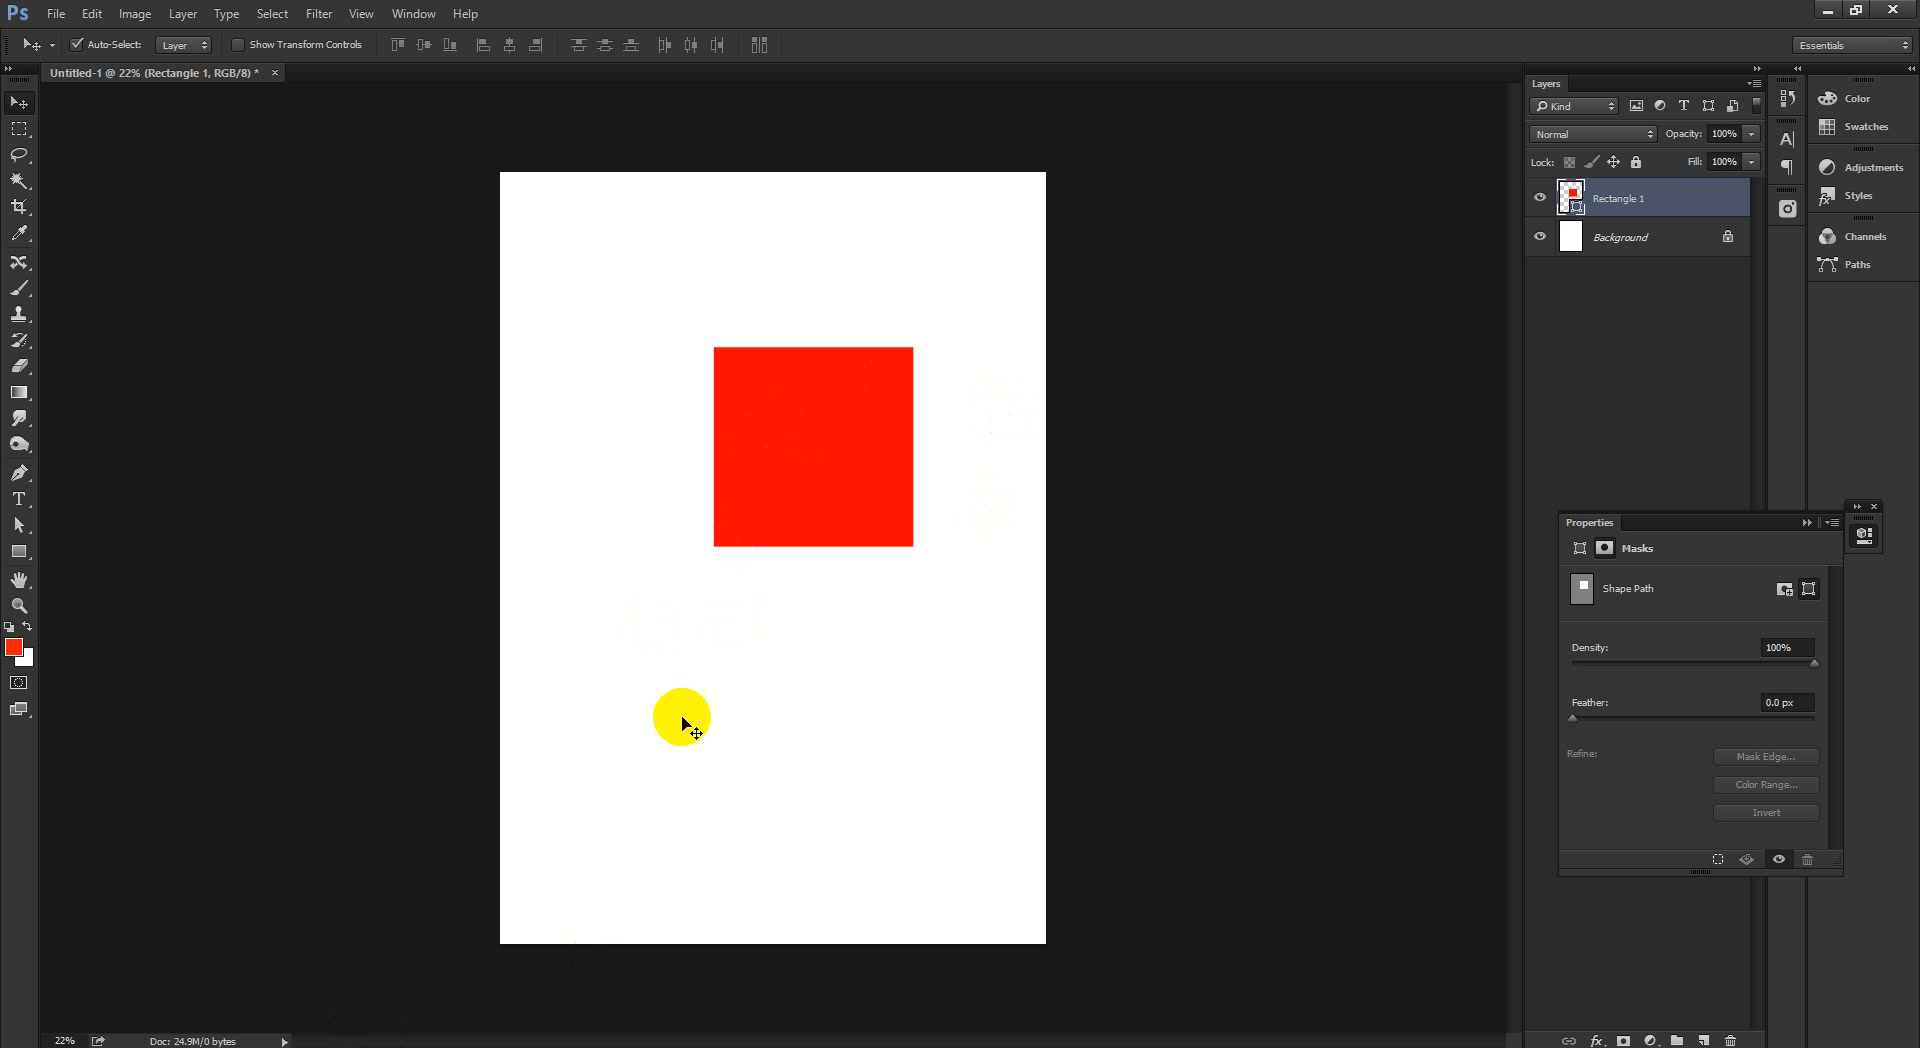 Ps File Edit Image Layer Type Select Filter View Window Help
Auto-Select: Layer Show Transform Controls Essentials
Untitled-1 @ 22% (Rectangle 1, RGB/8) * ×
Layers
Kind
Normal Opacity: 100%
Lock: Fill: 100%
Rectangle 1
Background
Color
Swatches
Adjustments
Styles
Channels
Paths
Properties
Masks
Shape Path
Density: 100%
Feather: 0.0 px
Refine: Mask Edge...
Color Range...
Invert
22% Doc: 24.9M/0 bytes
fx